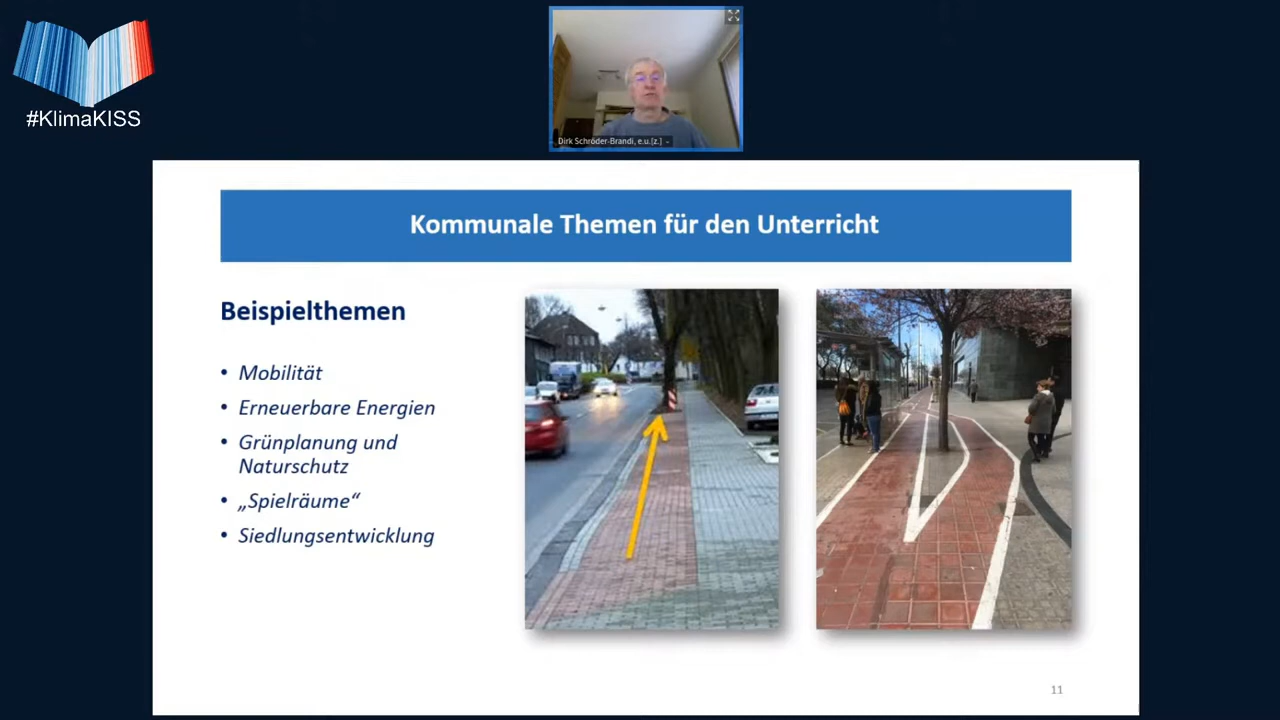 #KlimaKISS
Dirk Schröder-Brandi, e.u.[z.]
Kommunale Themen für den Unterricht
Beispielthemen
• Mobilität
• Erneuerbare Energien
• Grünplanung und
Naturschutz
• „Spielräume“
• Siedlungsentwicklung
11